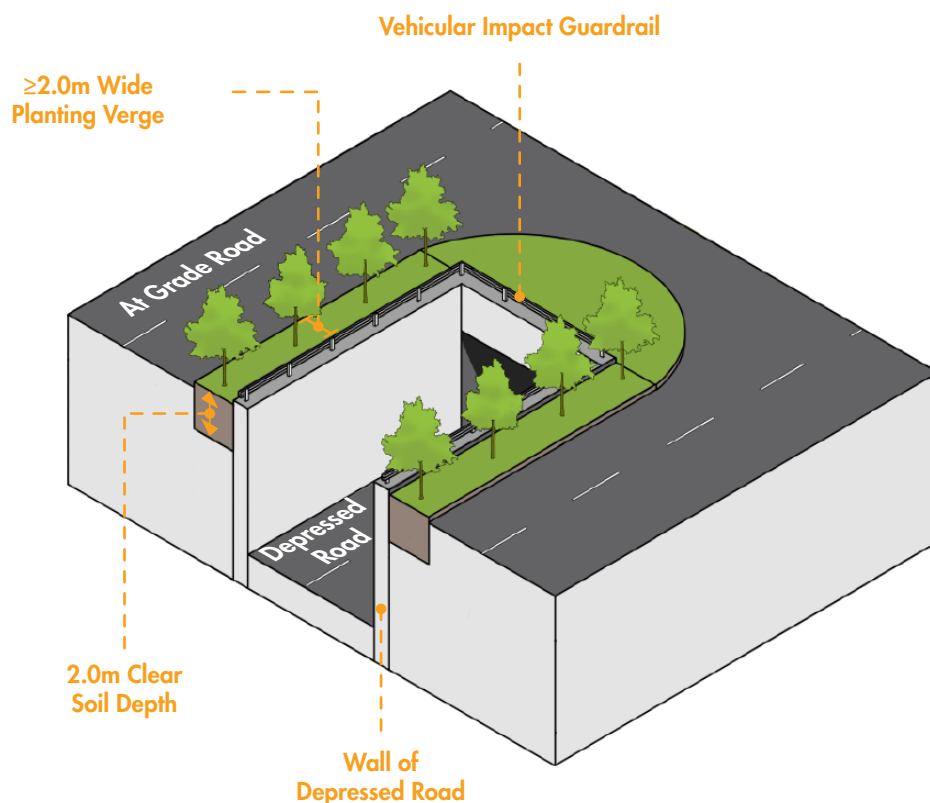 Vehicular Impact Guardrail
≥2.0m Wide
Planting Verge
At Grade Road
Depressed
Road
2.0m Clear
Soil Depth
Wall of
Depressed Road